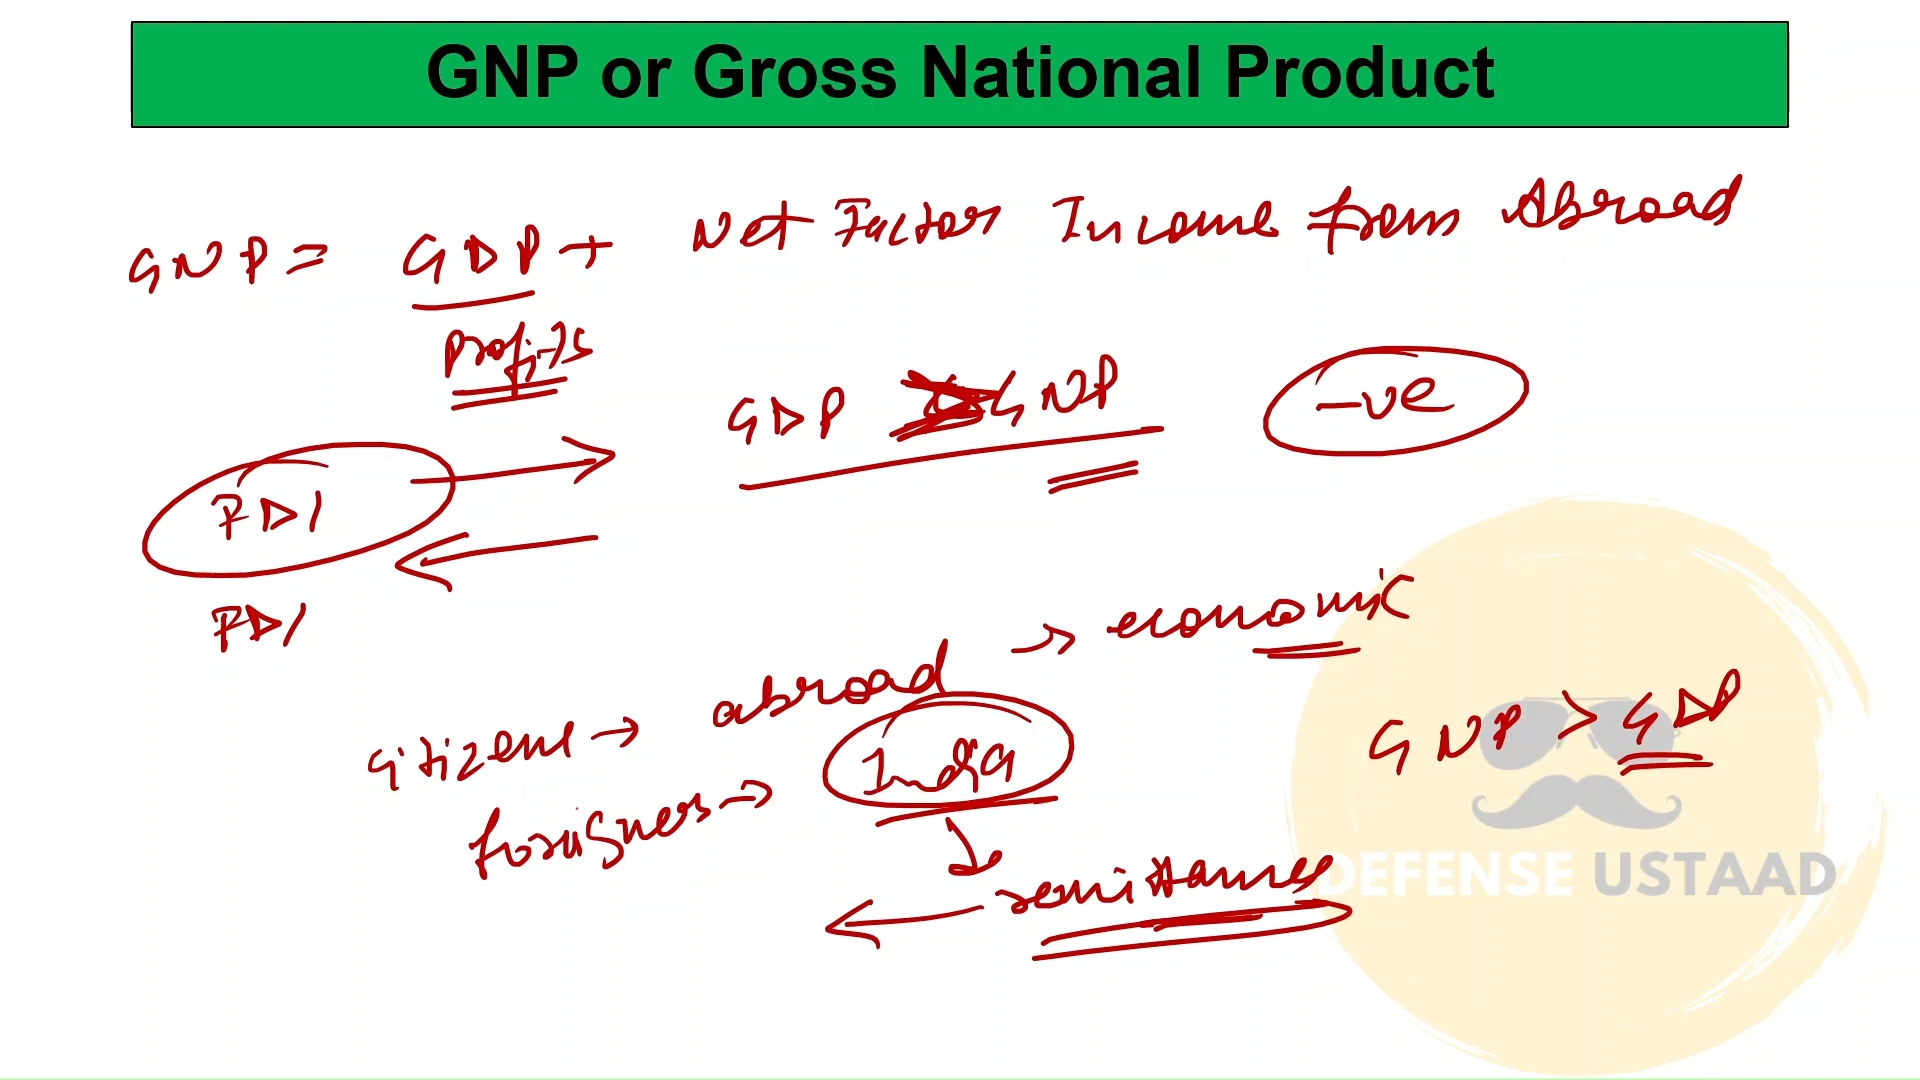 GNP or Gross National Product
GNP = GDP + Net Factor Income from Abroad
Profits
GDP GNP
-ve
FDI
FDI
citizens → abroad → economic
foreigners → India
GNP > GDP
remittances
DEFENSE USTAAD